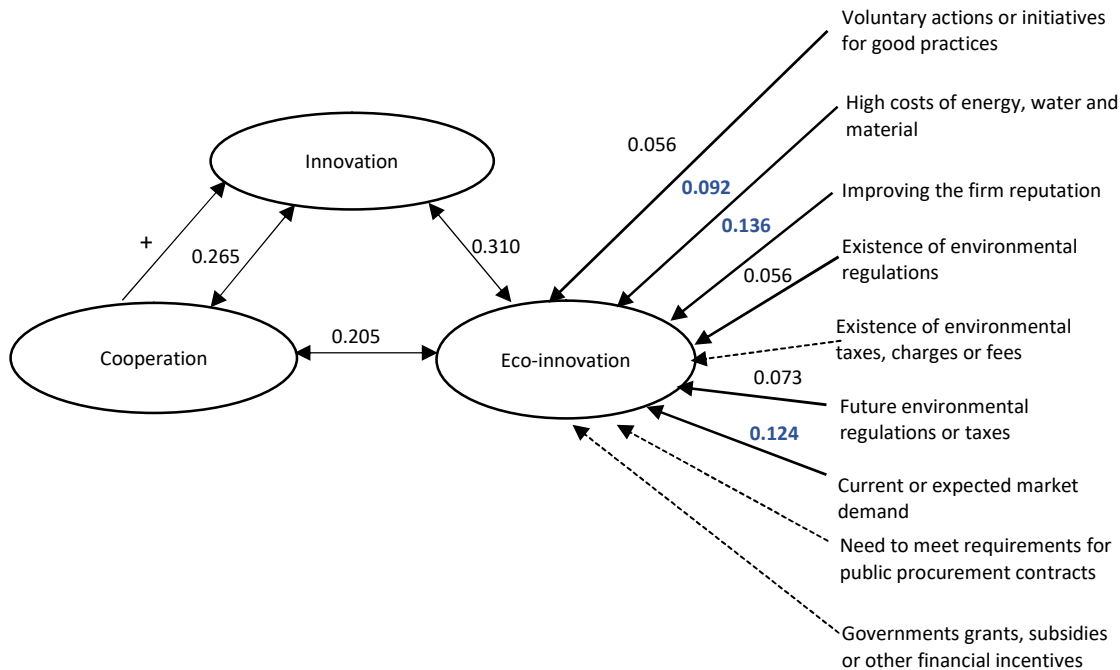 Voluntary actions or initiatives
for good practices
High costs of energy, water and
material
0.056
Innovation
0.092
Improving the firm reputation
0.136
+
0.265
0.310
Existence of environmental
regulations
0.056
Existence of environmental
taxes, charges or fees
0.205
Cooperation
Eco-innovation
0.073
Future environmental
regulations or taxes
0.124
Current or expected market
demand
Need to meet requirements for
public procurement contracts
Governments grants, subsidies
or other financial incentives